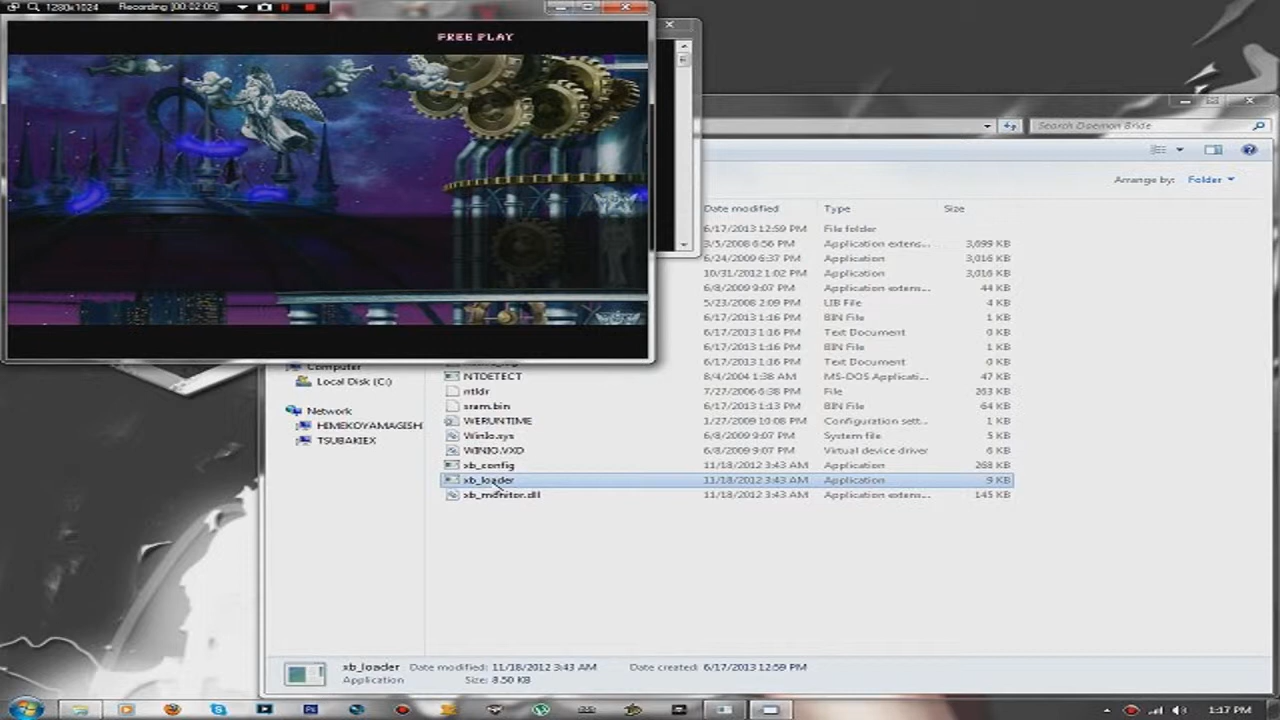 1280x1024 Recording [00:02:05]
FREE PLAY
Search Daemon Bride
Arrange by: Folder
Date modified Type Size
6/17/2013 12:59 PM File folder
3/5/2008 6:56 PM Application extens... 3,699 KB
6/24/2009 6:37 PM Application 3,016 KB
10/31/2012 1:02 PM Application 3,016 KB
6/8/2009 9:07 PM Application extens... 44 KB
5/23/2008 2:09 PM LIB File 4 KB
6/17/2013 1:16 PM BIN File 1 KB
6/17/2013 1:16 PM Text Document 0 KB
6/17/2013 1:16 PM BIN File 1 KB
6/17/2013 1:16 PM Text Document 0 KB
Computer
Local Disk (C:)
Network
HIMEKOYAMAGISH
TSUBAKIEX
NTDETECT 8/4/2004 1:38 AM MS-DOS Applicati... 47 KB
ntldr 7/27/2006 6:38 PM File 263 KB
sram.bin 6/17/2013 1:13 PM BIN File 64 KB
WERUNTIME 1/27/2009 10:08 PM Configuration sett... 1 KB
WinIo.sys 6/8/2009 9:07 PM System file 5 KB
WINIO.VXD 6/8/2009 9:07 PM Virtual device driver 6 KB
xb_config 11/18/2012 3:43 AM Application 268 KB
xb_loader 11/18/2012 3:43 AM Application 9 KB
xb_monitor.dll 11/18/2012 3:43 AM Application extens... 145 KB
xb_loader Date modified: 11/18/2012 3:43 AM Date created: 6/17/2013 12:59 PM
Application Size: 8.50 KB
1:17 PM